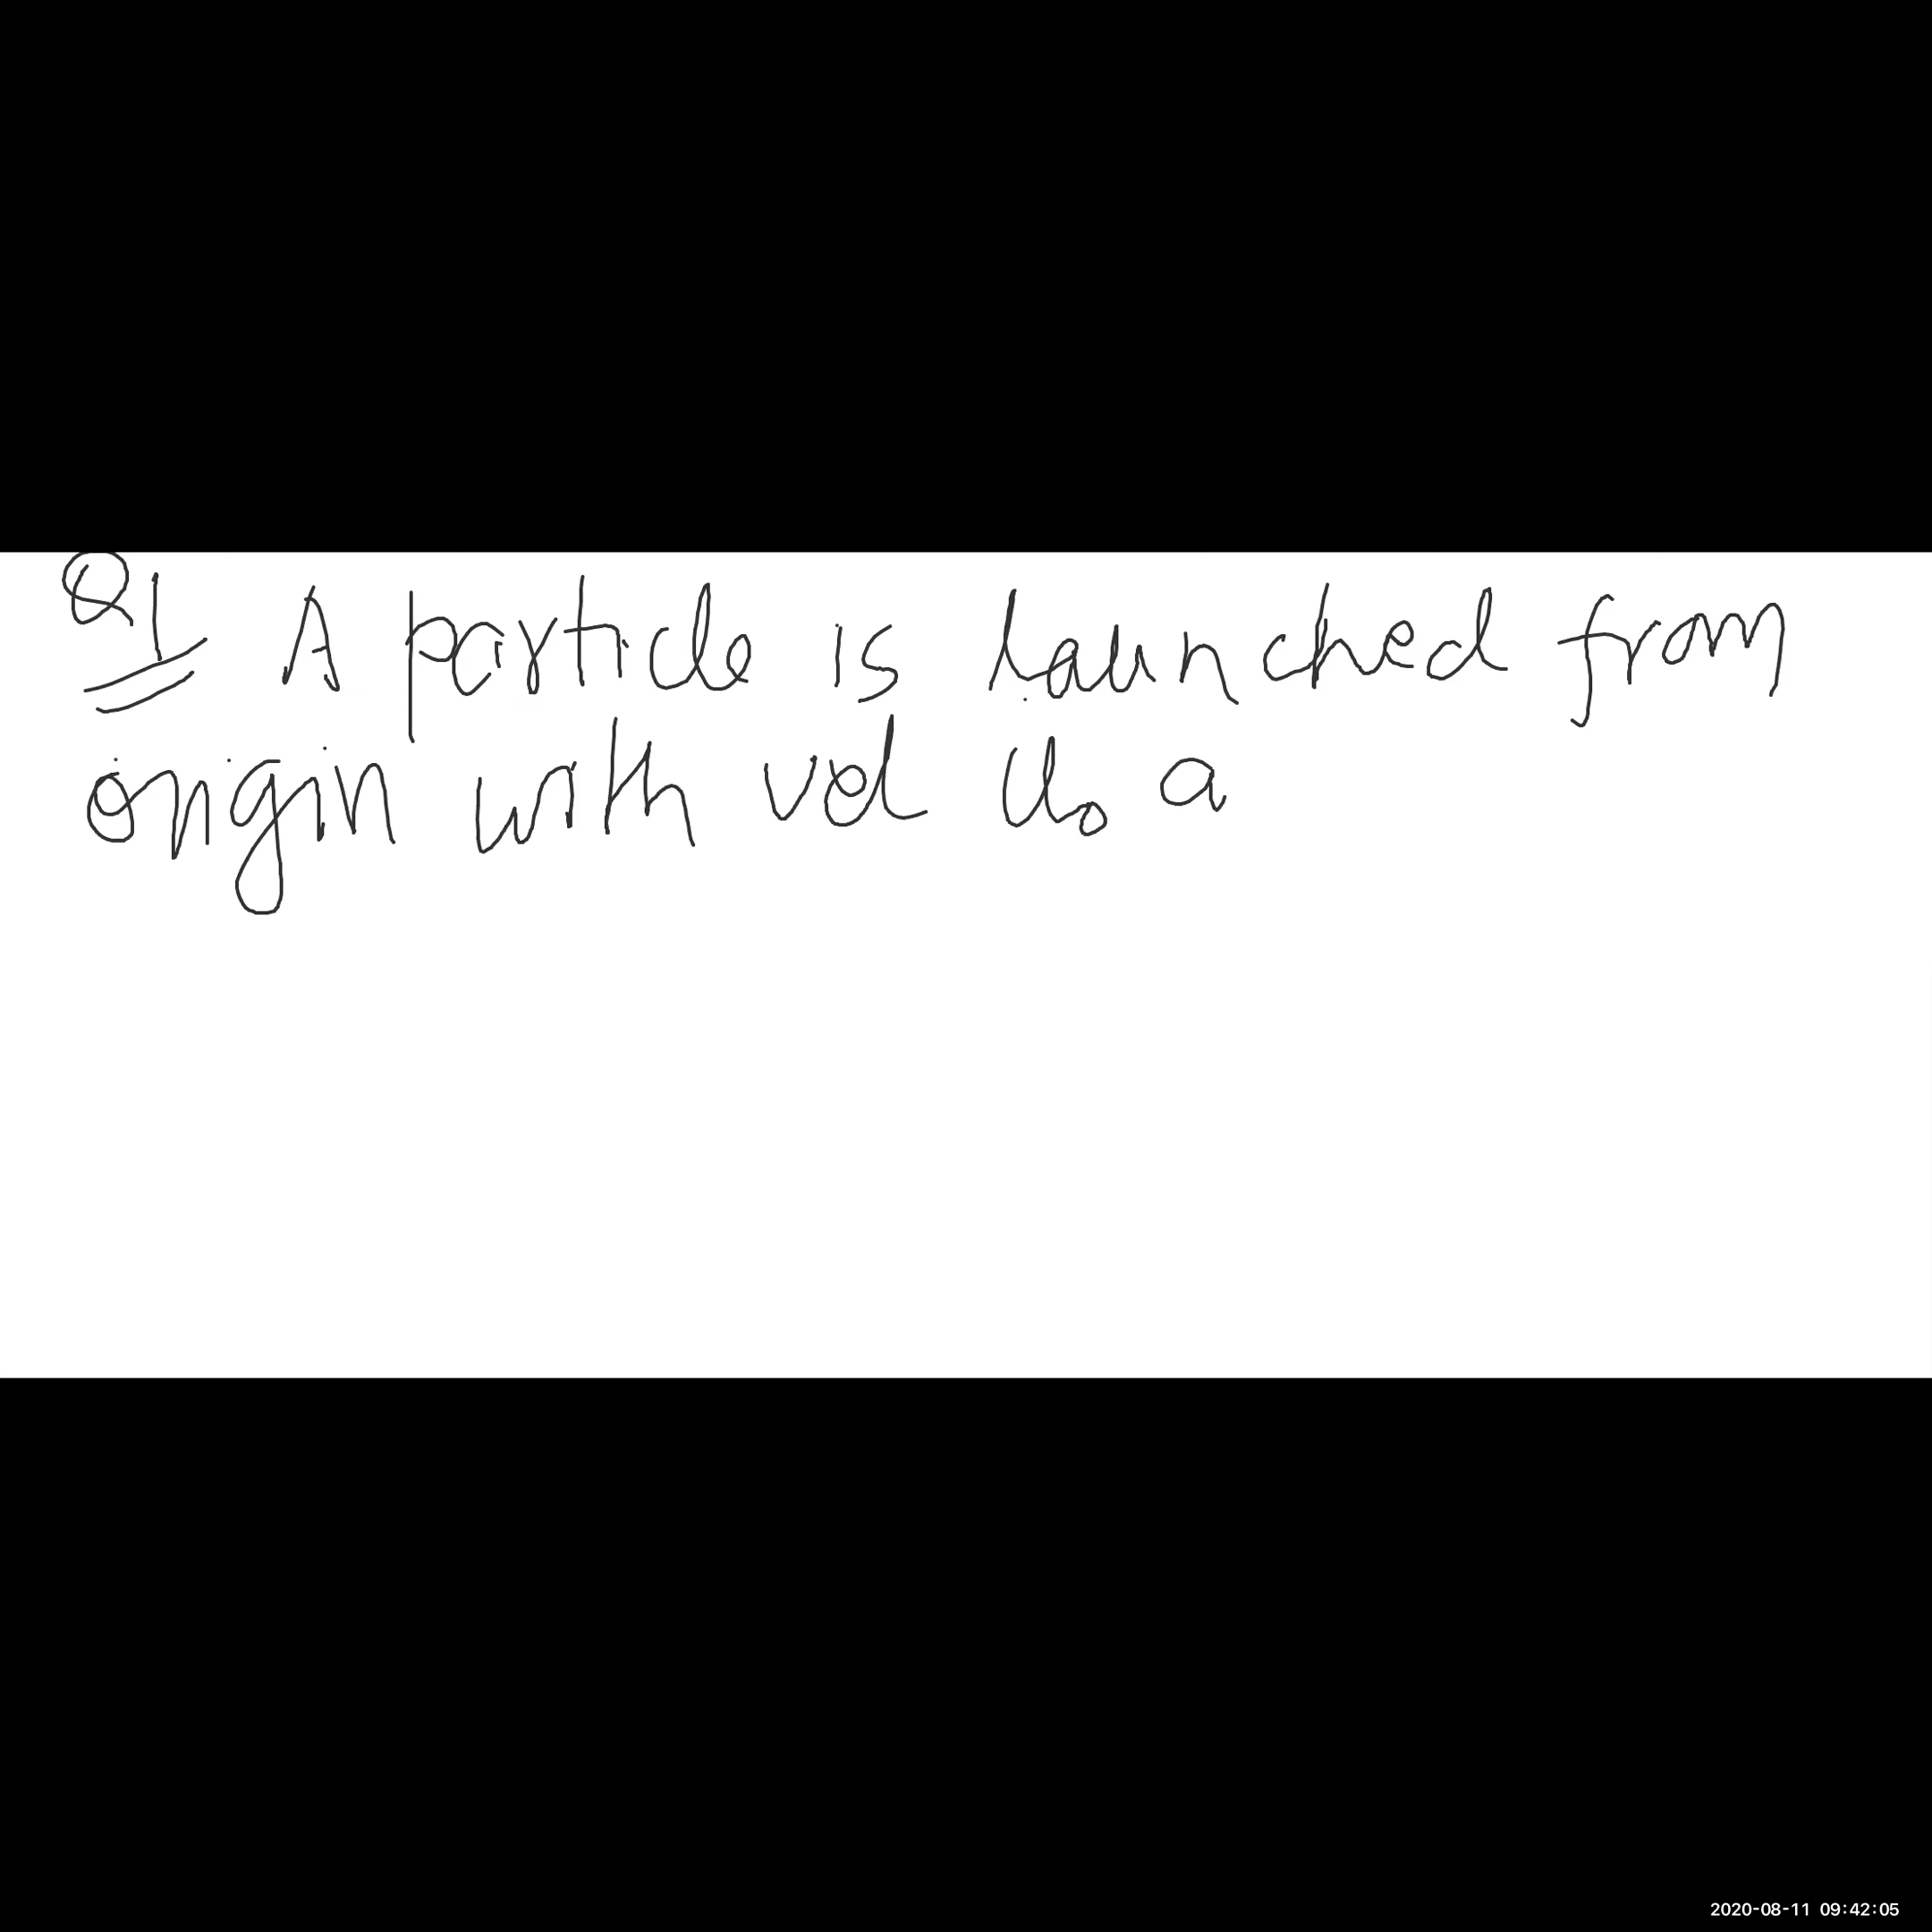 Q1 A particle is launched from
origin with vel u₀ a
2020-08-11 09:42:05